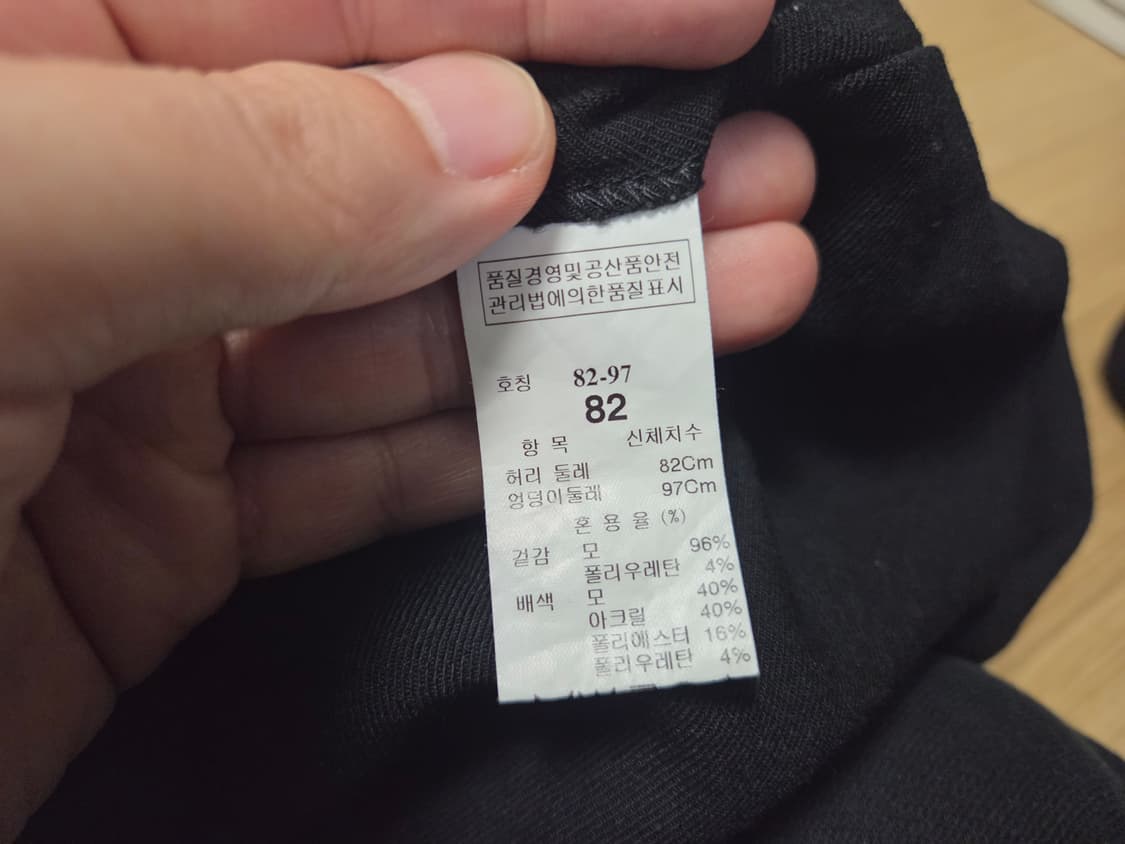 품질경영및공산품안전
관리법에의한품질표시
호칭 82-97
82
항 목 신체치수
허리 둘레 82Cm
엉덩이둘레 97Cm
혼 용 율 (%)
겉감 모 96%
폴리우레탄 4%
배색 모 40%
아크릴 40%
폴리에스터 16%
폴리우레탄 4%